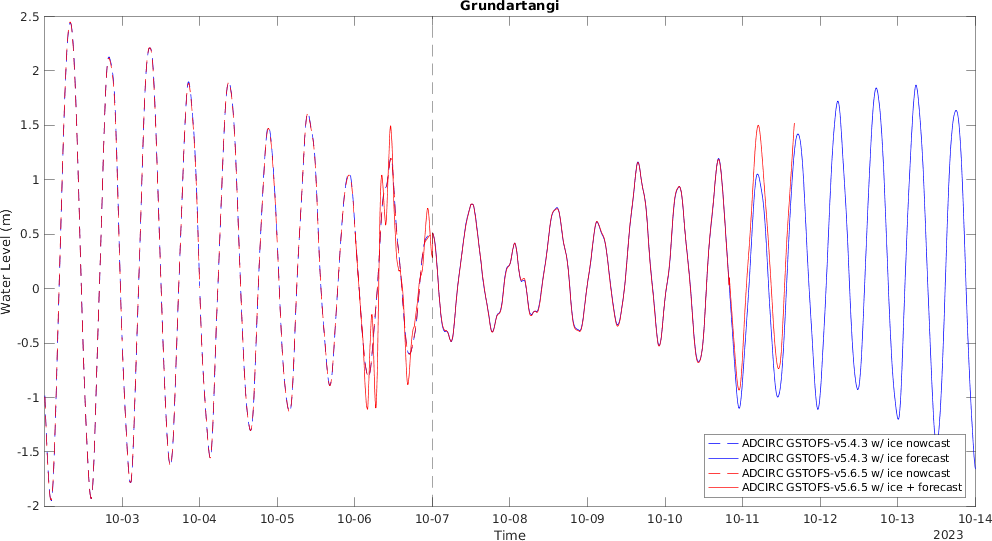 Grundartangi
2.5
2
1.5
1
0.5
0
-0.5
-1
-1.5
-2
Water Level (m)
ADCIRC GSTOFS-v5.4.3 w/ ice nowcast
ADCIRC GSTOFS-v5.4.3 w/ ice forecast
ADCIRC GSTOFS-v5.6.5 w/ ice nowcast
ADCIRC GSTOFS-v5.6.5 w/ ice + forecast
10-03 10-04 10-05 10-06 10-07 10-08 10-09 10-10 10-11 10-12 10-13 10-14
Time
2023